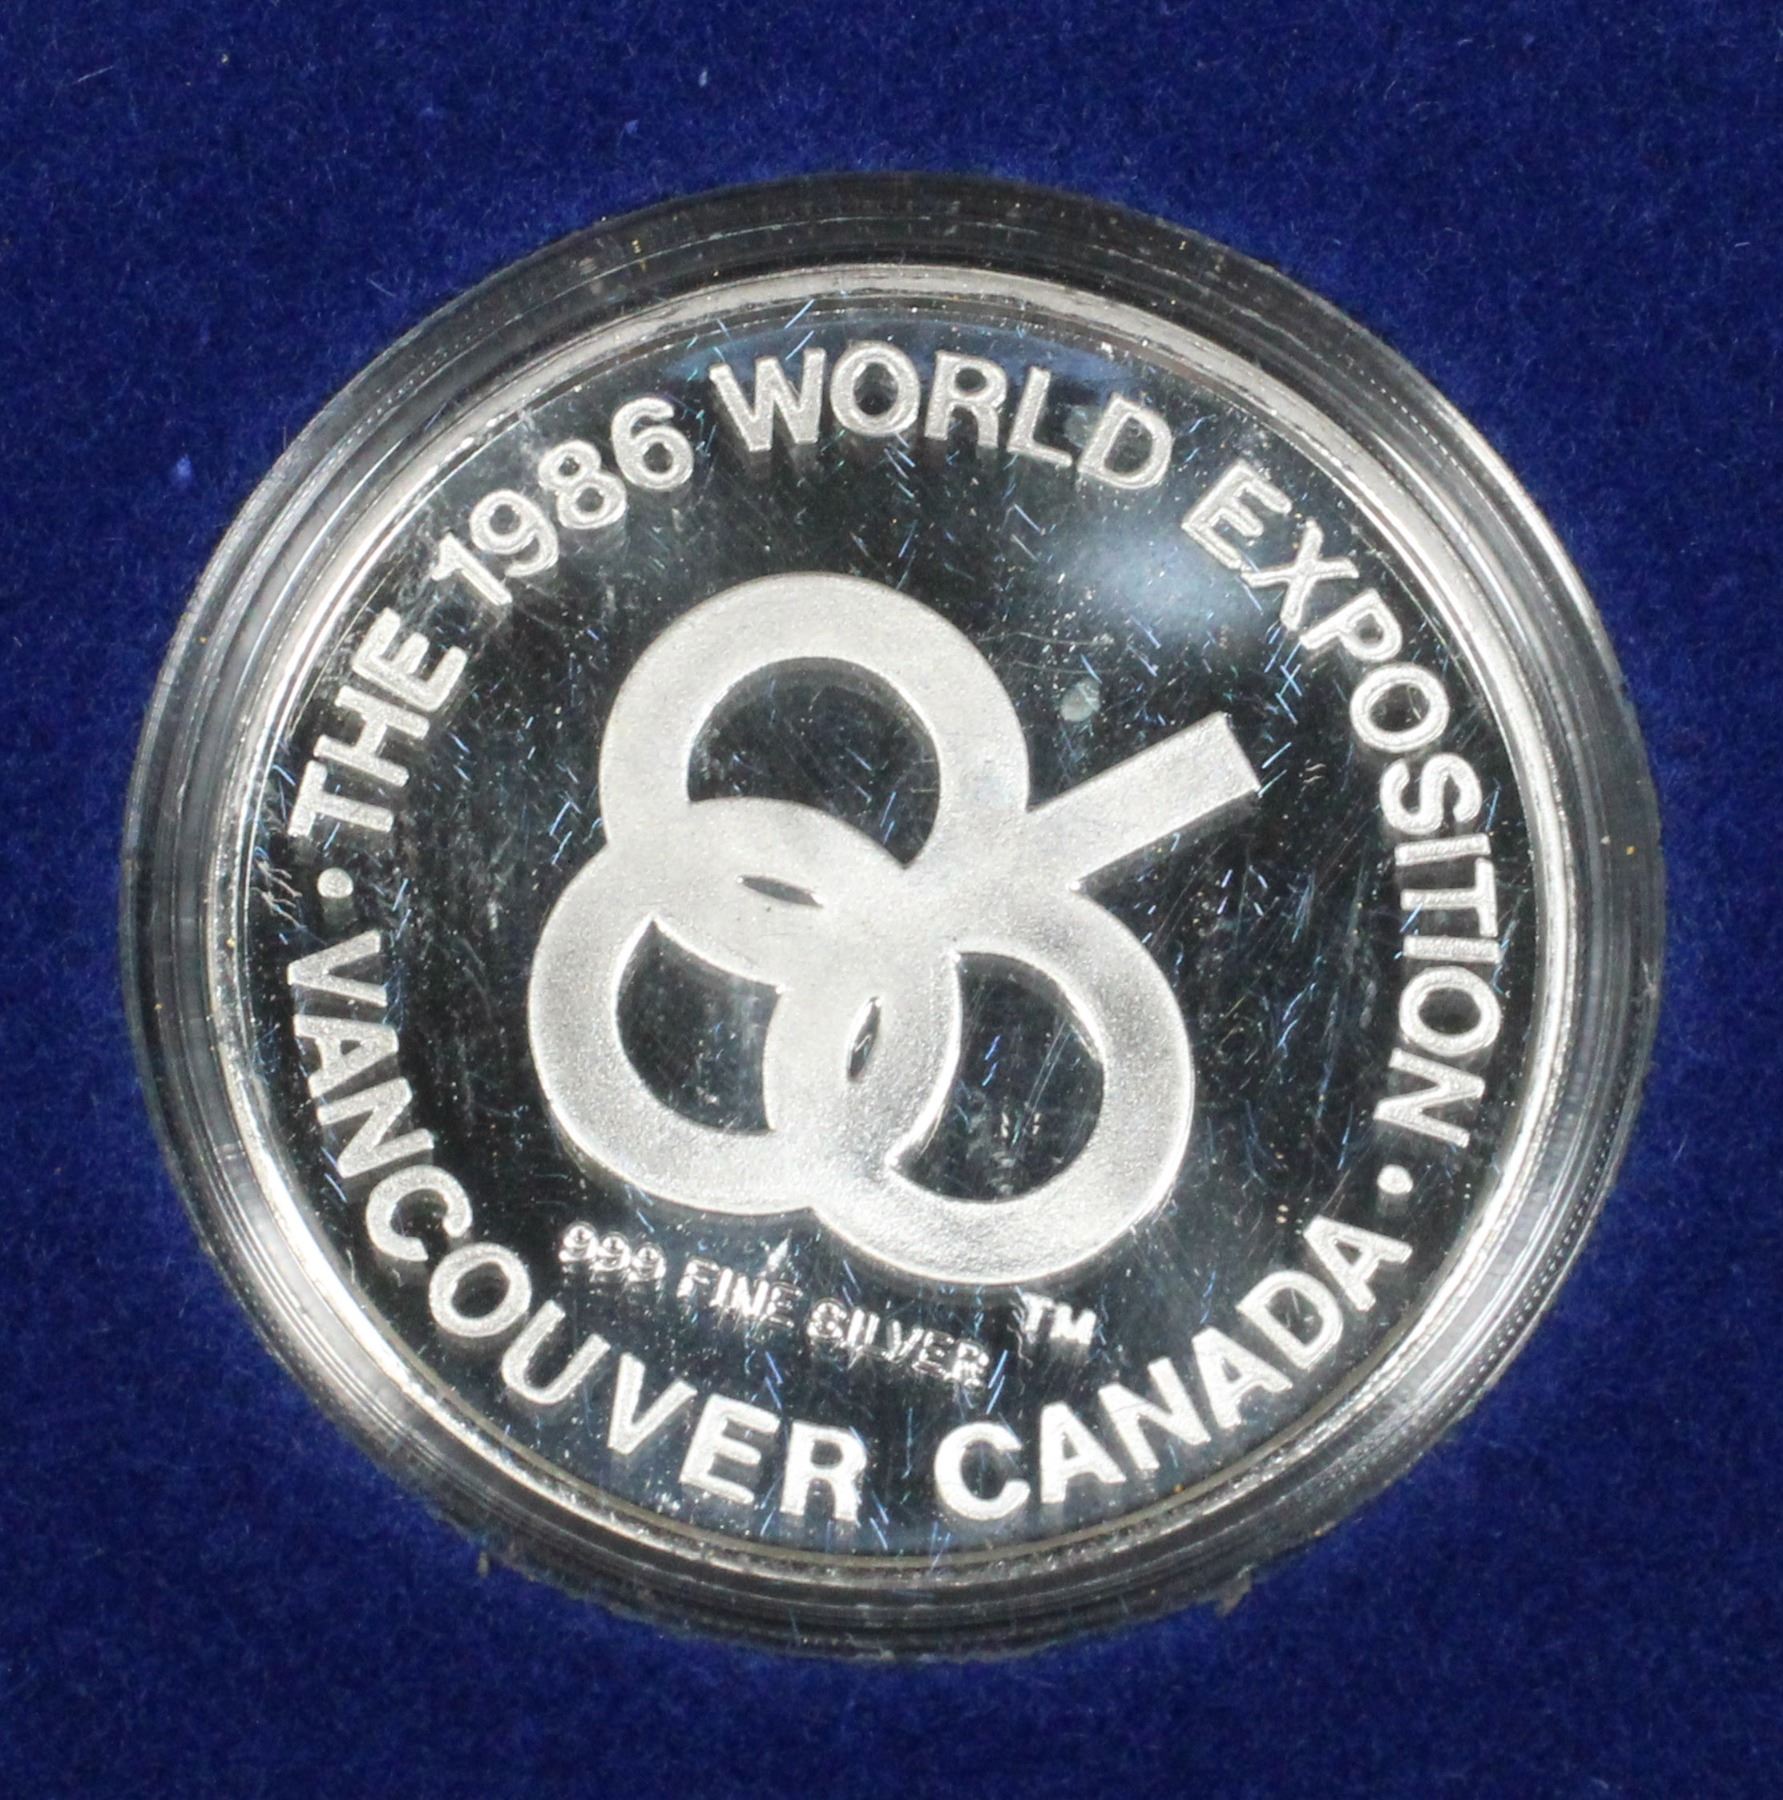 THE 1986 WORLD EXPOSITION
· VANCOUVER CANADA ·
999 FINE SILVER
TM